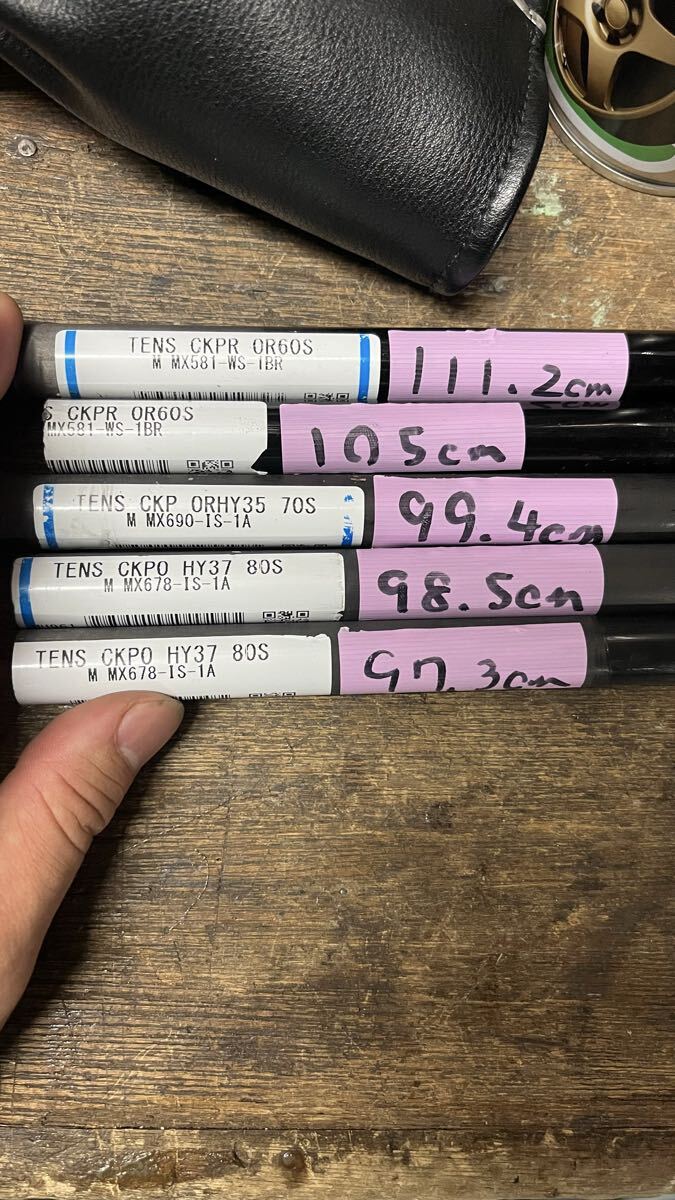 TENS CKPR OR60S
M MX581-WS-1BR
111.2cm
S CKPR OR60S
MX581-WS-1BR
105cm
TENS CKP ORHY35 70S
M MX690-IS-1A
99.4cm
TENS CKPO HY37 80S
M MX678-IS-1A
98.5cm
TENS CKPO HY37 80S
M MX678-IS-1A
97.3cm